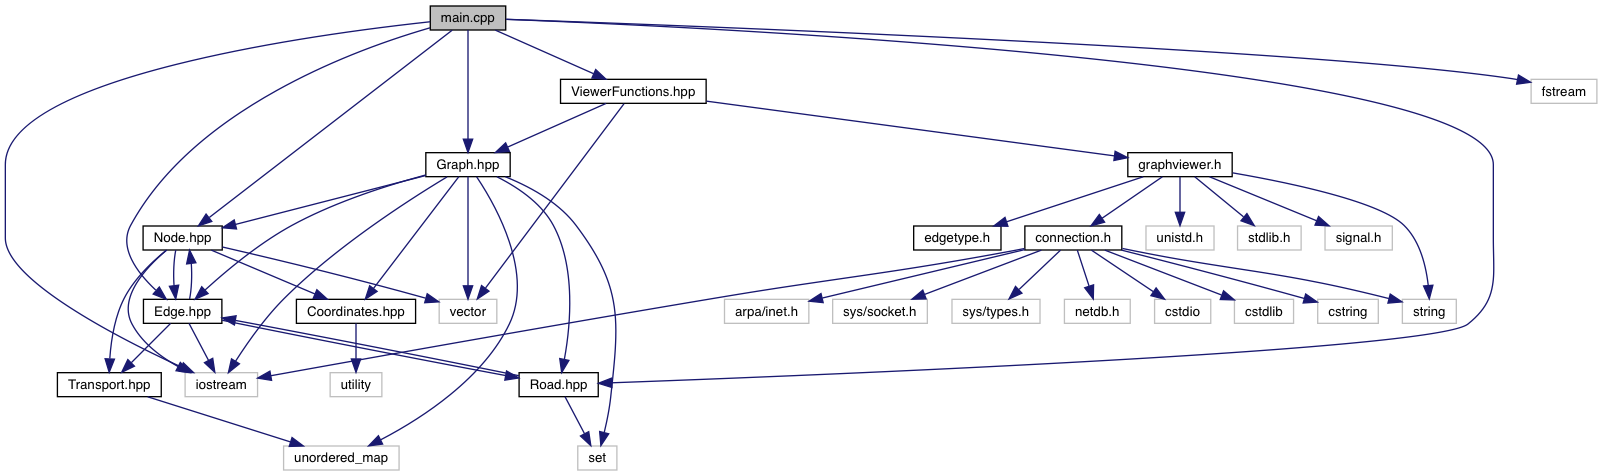 main.cpp
ViewerFunctions.hpp
fstream
Graph.hpp
graphviewer.h
Node.hpp
edgetype.h
connection.h
unistd.h
stdlib.h
signal.h
Edge.hpp
Coordinates.hpp
vector
arpa/inet.h
sys/socket.h
sys/types.h
netdb.h
cstdio
cstdlib
cstring
string
Transport.hpp
iostream
utility
Road.hpp
unordered_map
set